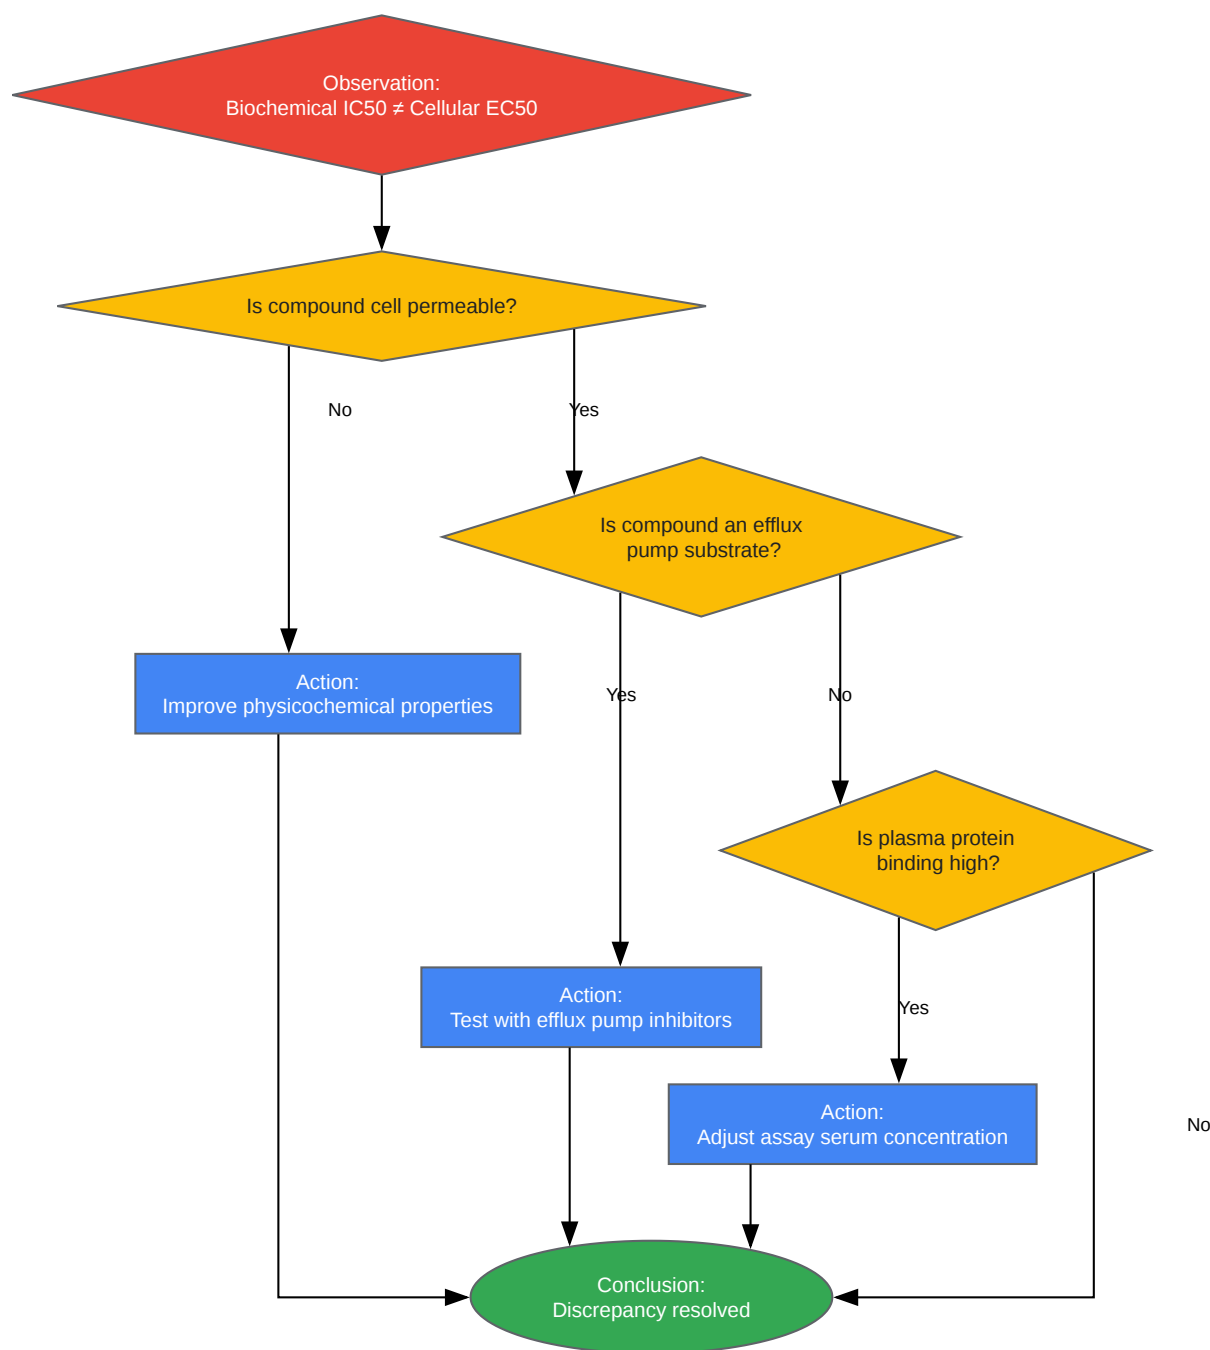 Observation:
Biochemical IC50 ≠ Cellular EC50
Is compound cell permeable?
No
Yes
Is compound an efflux
pump substrate?
Action:
Improve physicochemical properties
Yes
No
Is plasma protein
binding high?
Action:
Test with efflux pump inhibitors
Yes
Action:
Adjust assay serum concentration
No
Conclusion:
Discrepancy resolved